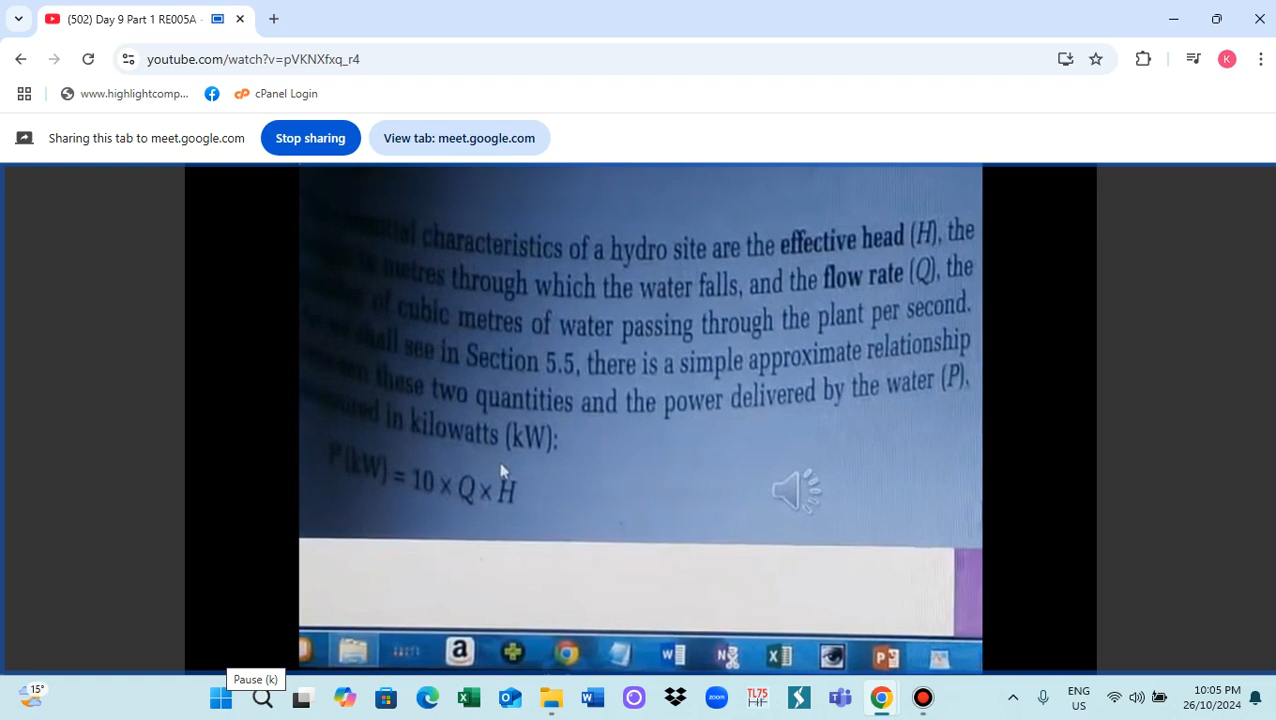 (502) Day 9 Part 1 RE005A -
youtube.com/watch?v=pVKNXfxq_r4
K
www.highlightcomp...
cPanel Login
Sharing this tab to meet.google.com
Stop sharing
View tab: meet.google.com
characteristics of a hydro site are the effective head (H), the
metres through which the water falls, and the flow rate (Q), the
of cubic metres of water passing through the plant per second.
shall see in Section 5.5, there is a simple approximate relationship
these two quantities and the power delivered by the water (P),
in kilowatts (kW):
P (kW) = 10 × Q × H
a
W
N
X
P
Pause (k)
15°
zoom
TL75
ENG
US
10:05 PM
26/10/2024